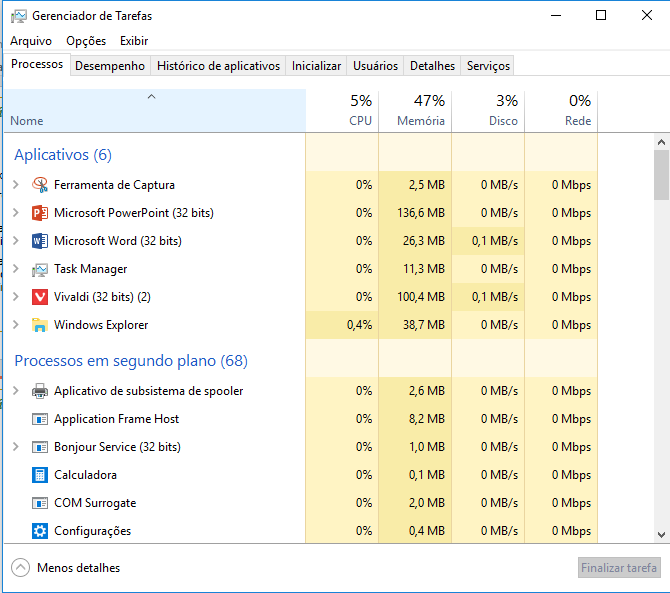 Gerenciador de Tarefas
Arquivo Opções Exibir
Processos Desempenho Histórico de aplicativos Inicializar Usuários Detalhes Serviços
5% 47% 3% 0%
Nome CPU Memória Disco Rede
Aplicativos (6)
Ferramenta de Captura 0% 2,5 MB 0 MB/s 0 Mbps
Microsoft PowerPoint (32 bits) 0% 136,6 MB 0 MB/s 0 Mbps
Microsoft Word (32 bits) 0% 26,3 MB 0,1 MB/s 0 Mbps
Task Manager 0% 11,3 MB 0 MB/s 0 Mbps
Vivaldi (32 bits) (2) 0% 100,4 MB 0,1 MB/s 0 Mbps
Windows Explorer 0,4% 38,7 MB 0 MB/s 0 Mbps
Processos em segundo plano (68)
Aplicativo de subsistema de spooler 0% 2,6 MB 0 MB/s 0 Mbps
Application Frame Host 0% 8,2 MB 0 MB/s 0 Mbps
Bonjour Service (32 bits) 0% 1,0 MB 0 MB/s 0 Mbps
Calculadora 0% 0,1 MB 0 MB/s 0 Mbps
COM Surrogate 0% 2,0 MB 0 MB/s 0 Mbps
Configurações 0% 0,4 MB 0 MB/s 0 Mbps
Menos detalhes Finalizar tarefa